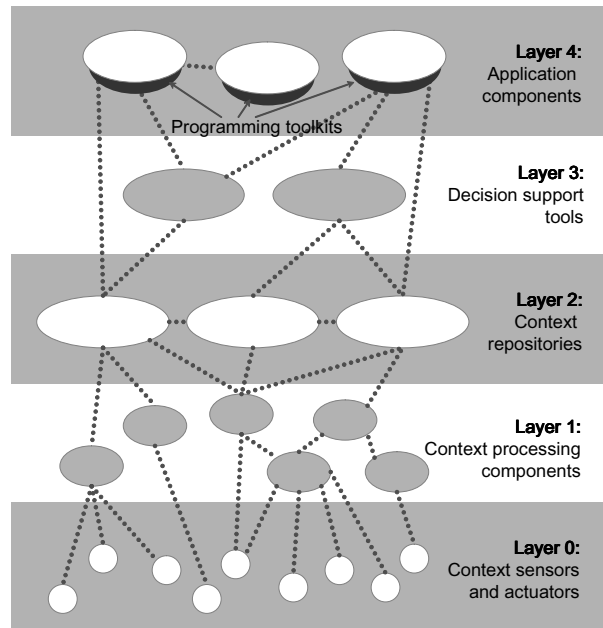 Layer 4:
Application
components
Programming toolkits
Layer 3:
Decision support
tools
Layer 2:
Context
repositories
Layer 1:
Context processing
components
Layer 0:
Context sensors
and actuators